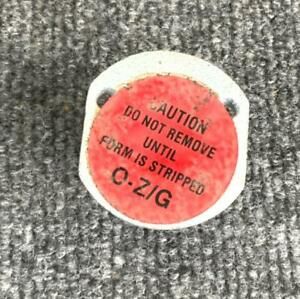 CAUTION
DO NOT REMOVE
UNTIL
FORM IS STRIPPED
O-Z/G